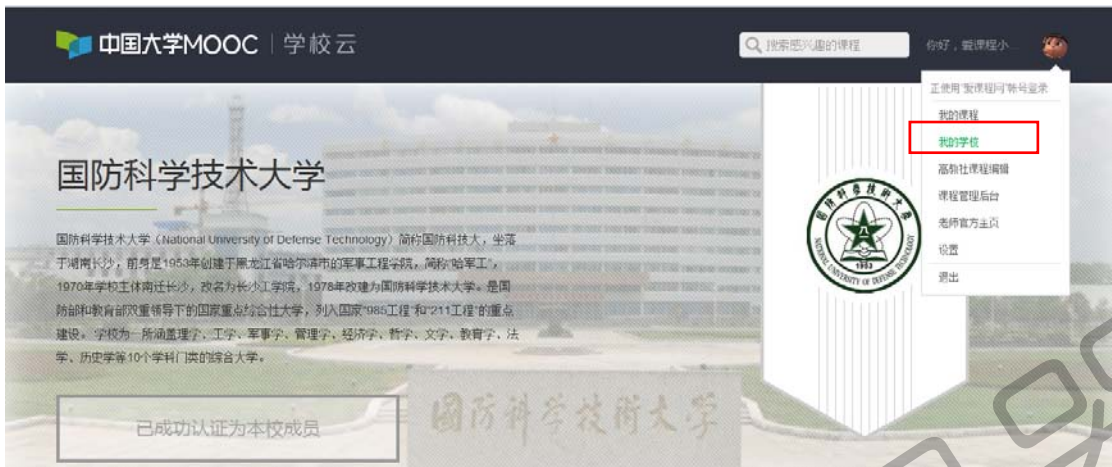 中国大学MOOC | 学校云
搜索感兴趣的课程
你好，爱课程小...
正使用"爱课程网"帐号登录
我的课程
我的学校
高教社课程编辑
课程管理后台
老师官方主页
设置
退出
国防科学技术大学
国防科学技术大学（National University of Defense Technology）简称国防科技大，坐落
于湖南长沙，前身是1953年创建于黑龙江省哈尔滨市的军事工程学院，简称"哈军工"，
1970年学校主体南迁长沙，改名为长沙工学院，1978年改建为国防科学技术大学。是国
防部和教育部双重领导下的国家重点综合性大学，列入国家"985工程"和"211工程"的重点
建设。学校为一所涵盖理学、工学、军事学、管理学、经济学、哲学、文学、教育学、法
学、历史学等10个学科门类的综合大学。
已成功认证为本校成员
國防科学技術大学
国防科学技术大学
1953
NATIONAL UNIVERSITY OF DEFENSE TECHNOLOGY